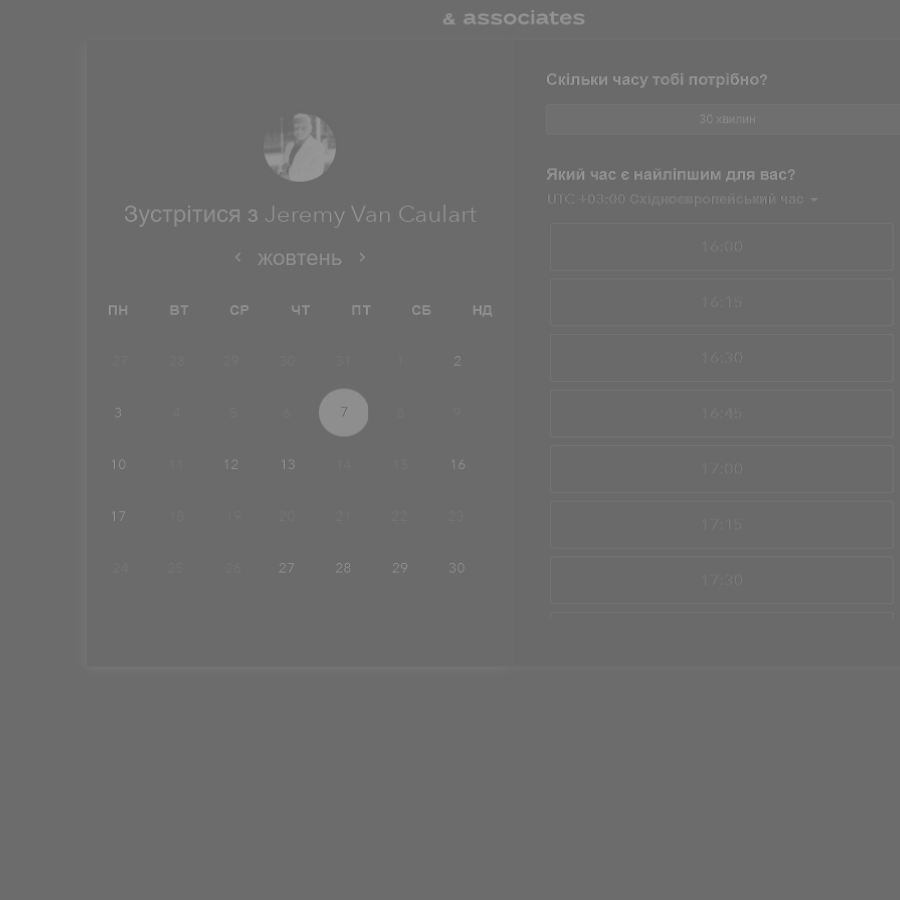 & associates
Зустрітися з Jeremy Van Caulart
жовтень
ПН ВТ СР ЧТ ПТ СБ НД
27 28 29 30 31 1 2
3 4 5 6 7 8 9
10 11 12 13 14 15 16
17 18 19 20 21 22 23
24 25 26 27 28 29 30
Скільки часу тобі потрібно?
30 хвилин
Який час є найліпшим для вас?
UTC +03:00 Східноєвропейський час
16:00
16:15
16:30
16:45
17:00
17:15
17:30